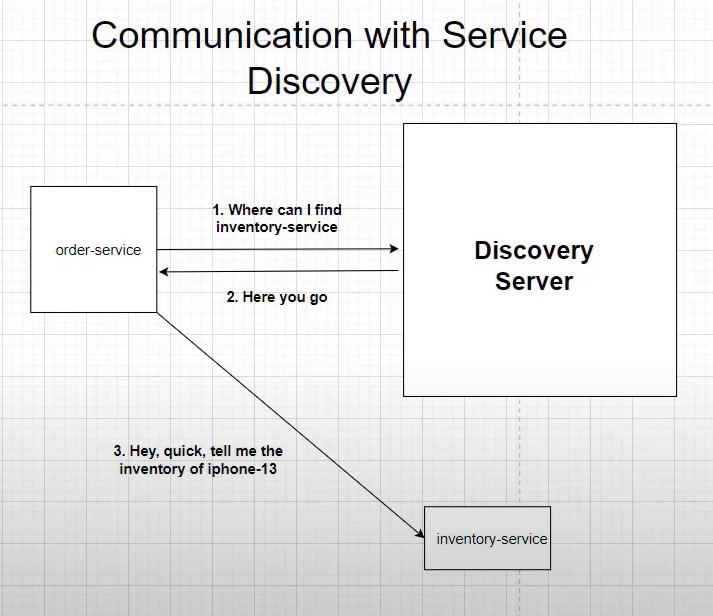 Communication with Service
Discovery
1. Where can I find
inventory-service
order-service
Discovery
Server
2. Here you go
3. Hey, quick, tell me the
inventory of iphone-13
inventory-service